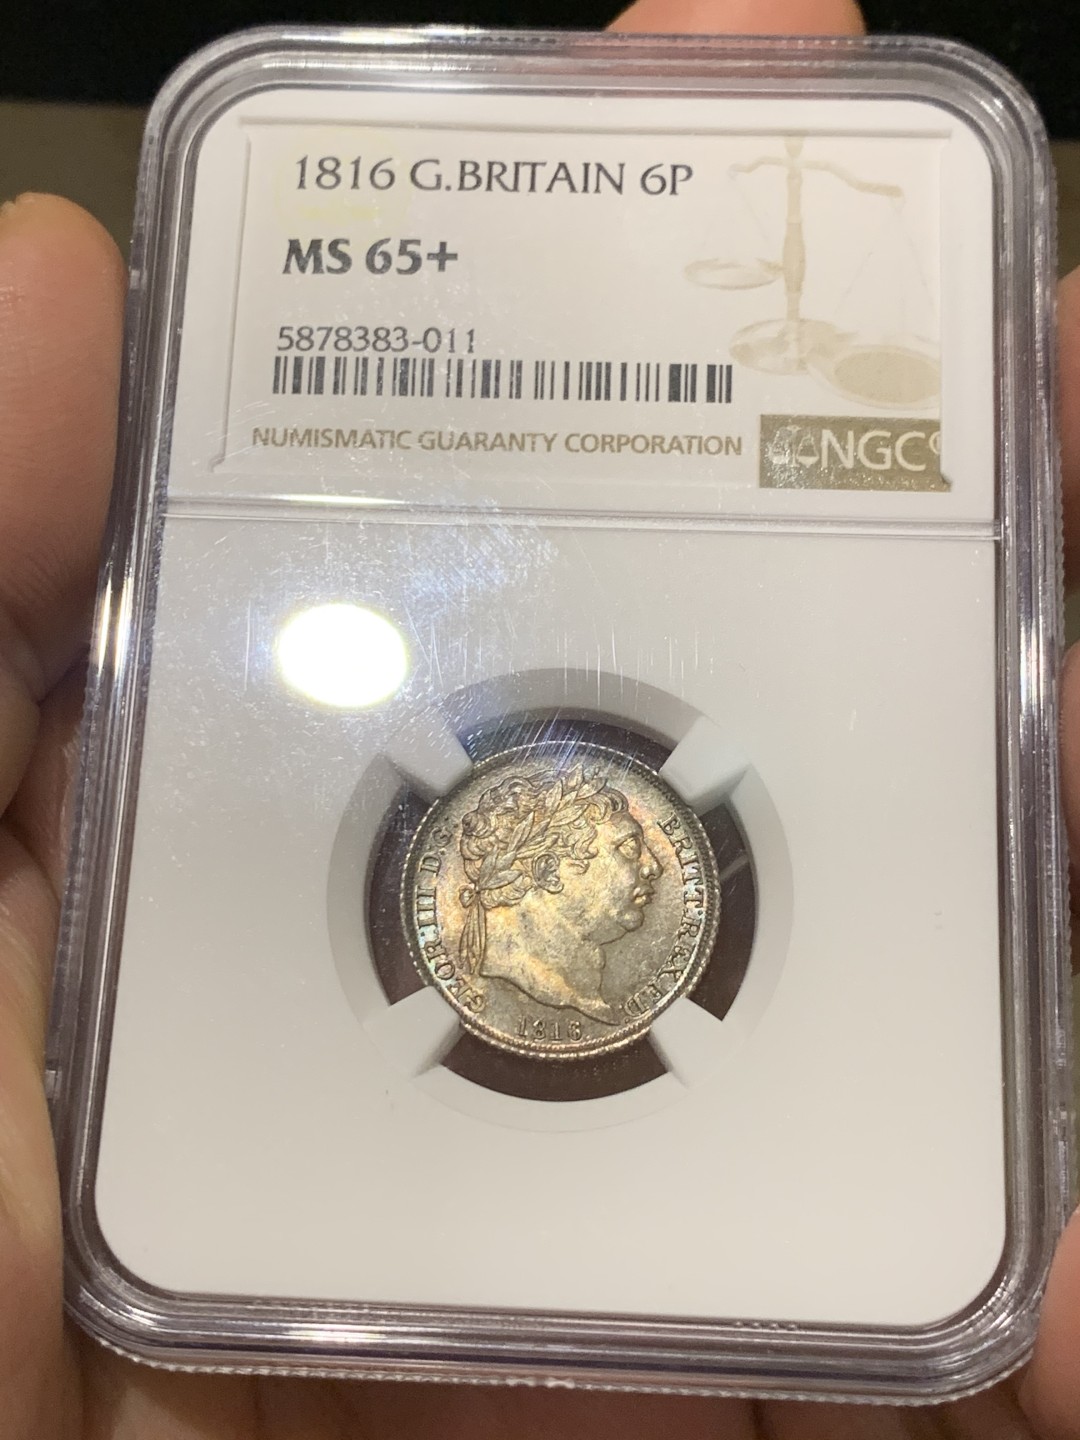 1816 G.BRITAIN 6P
MS 65+
5878383-011
NUMISMATIC GUARANTY CORPORATION
NGC
GEOR: III D.G. BRITT: REX F.D.
1816